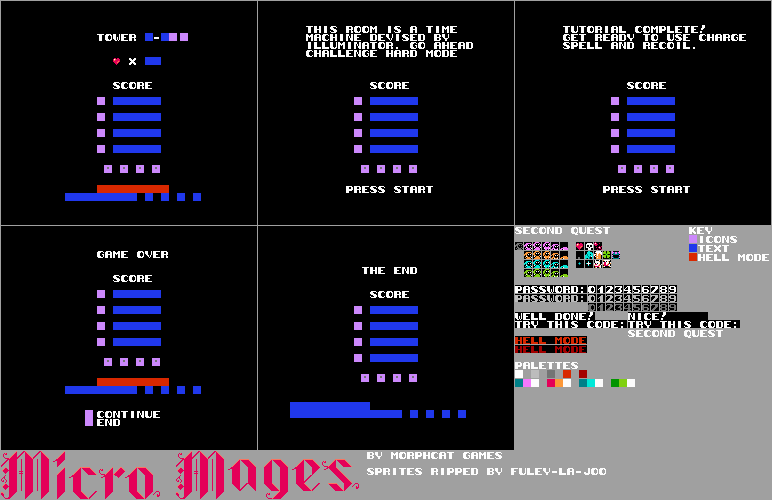 TOWER -
X
SCORE
THIS ROOM IS A TIME
MACHINE DEVISED BY
ILLUMINATOR. GO AHEAD
CHALLENGE HARD MODE
SCORE
PRESS START
TUTORIAL COMPLETE!
GET READY TO USE CHARGE
SPELL AND RECOIL.
SCORE
PRESS START
GAME OVER
SCORE
CONTINUE
END
THE END
SCORE
SECOND QUEST
KEY
ICONS
TEXT
HELL MODE
PASSWORD:0123456789
PASSWORD:0123456789
0123456789
WELL DONE! NICE!
TRY THIS CODE:TRY THIS CODE:
SECOND QUEST
HELL MODE
HELL MODE
PALETTES
Micro Mages
BY MORPHCAT GAMES
SPRITES RIPPED BY FULEY-LA-JOO